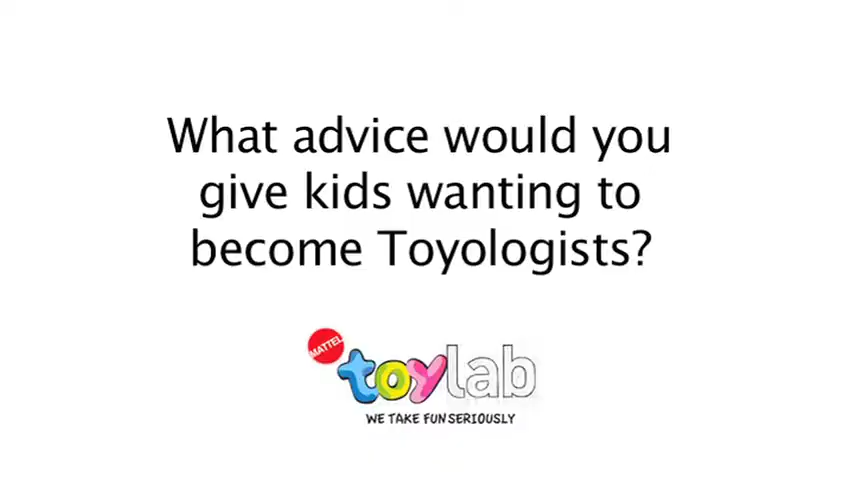 What advice would you
give kids wanting to
become Toyologists?
MATTEL
toylab
WE TAKE FUN SERIOUSLY